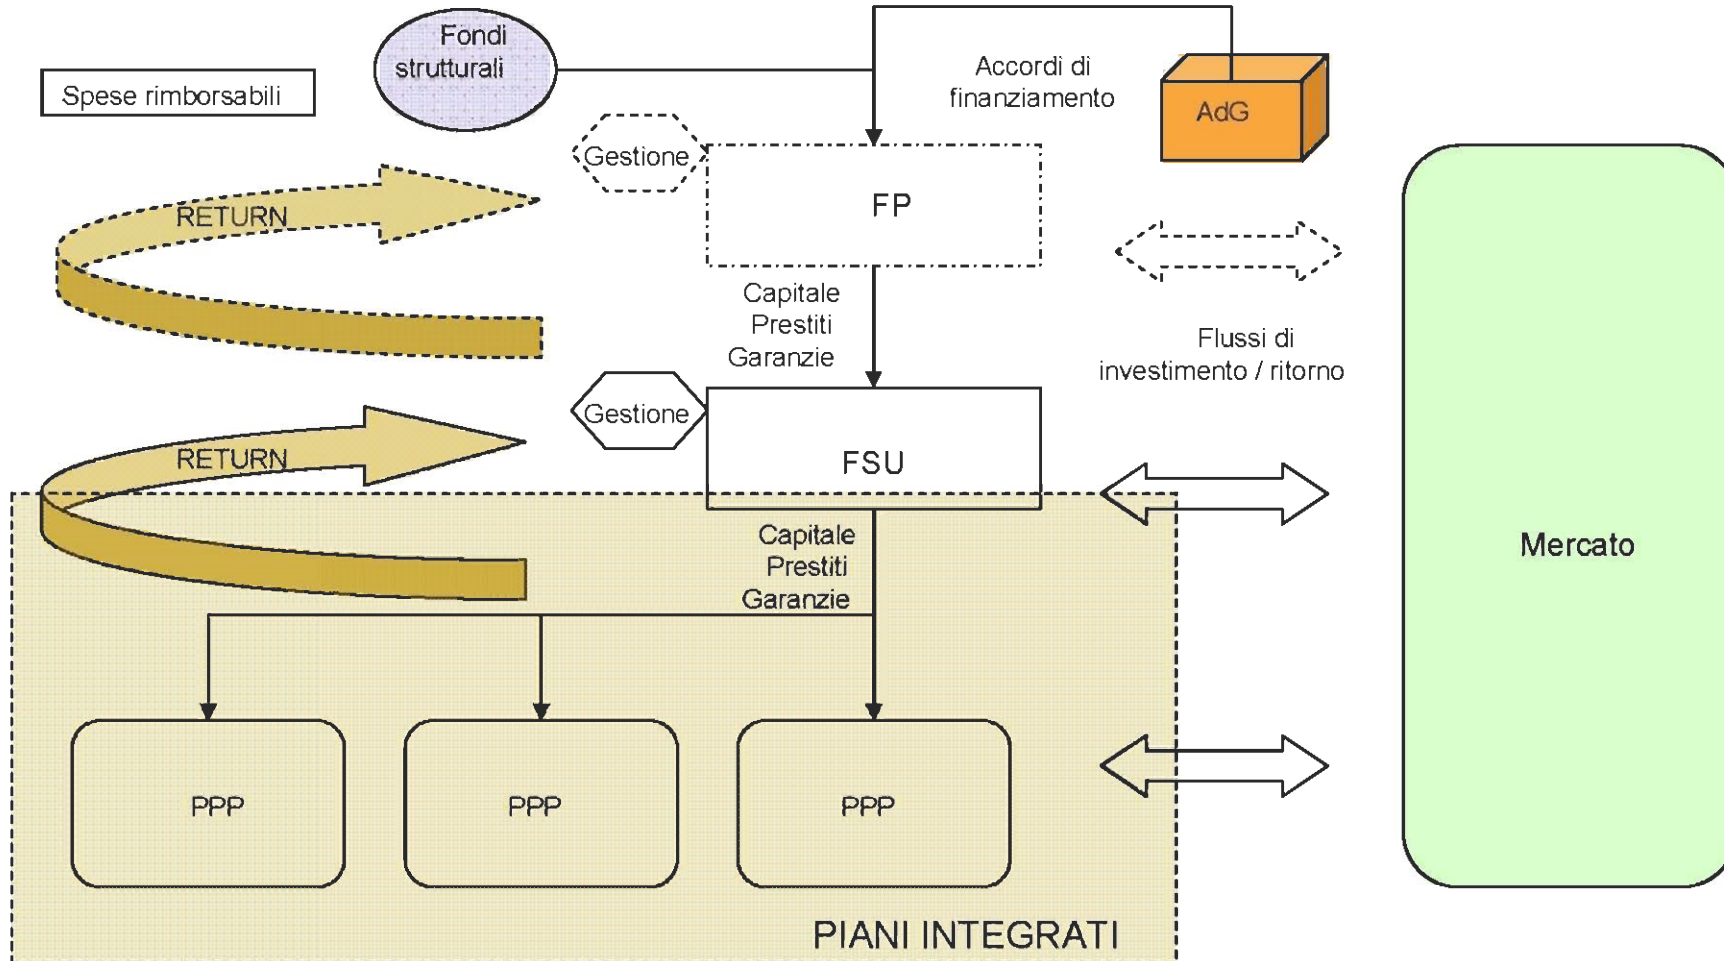 Fondi
strutturali
Spese rimborsabili
Accordi di
finanziamento
AdG
Gestione
FP
RETURN
Capitale
Prestiti
Garanzie
Flussi di
investimento / ritorno
Gestione
FSU
RETURN
Capitale
Prestiti
Garanzie
Mercato
PPP
PPP
PPP
PIANI INTEGRATI